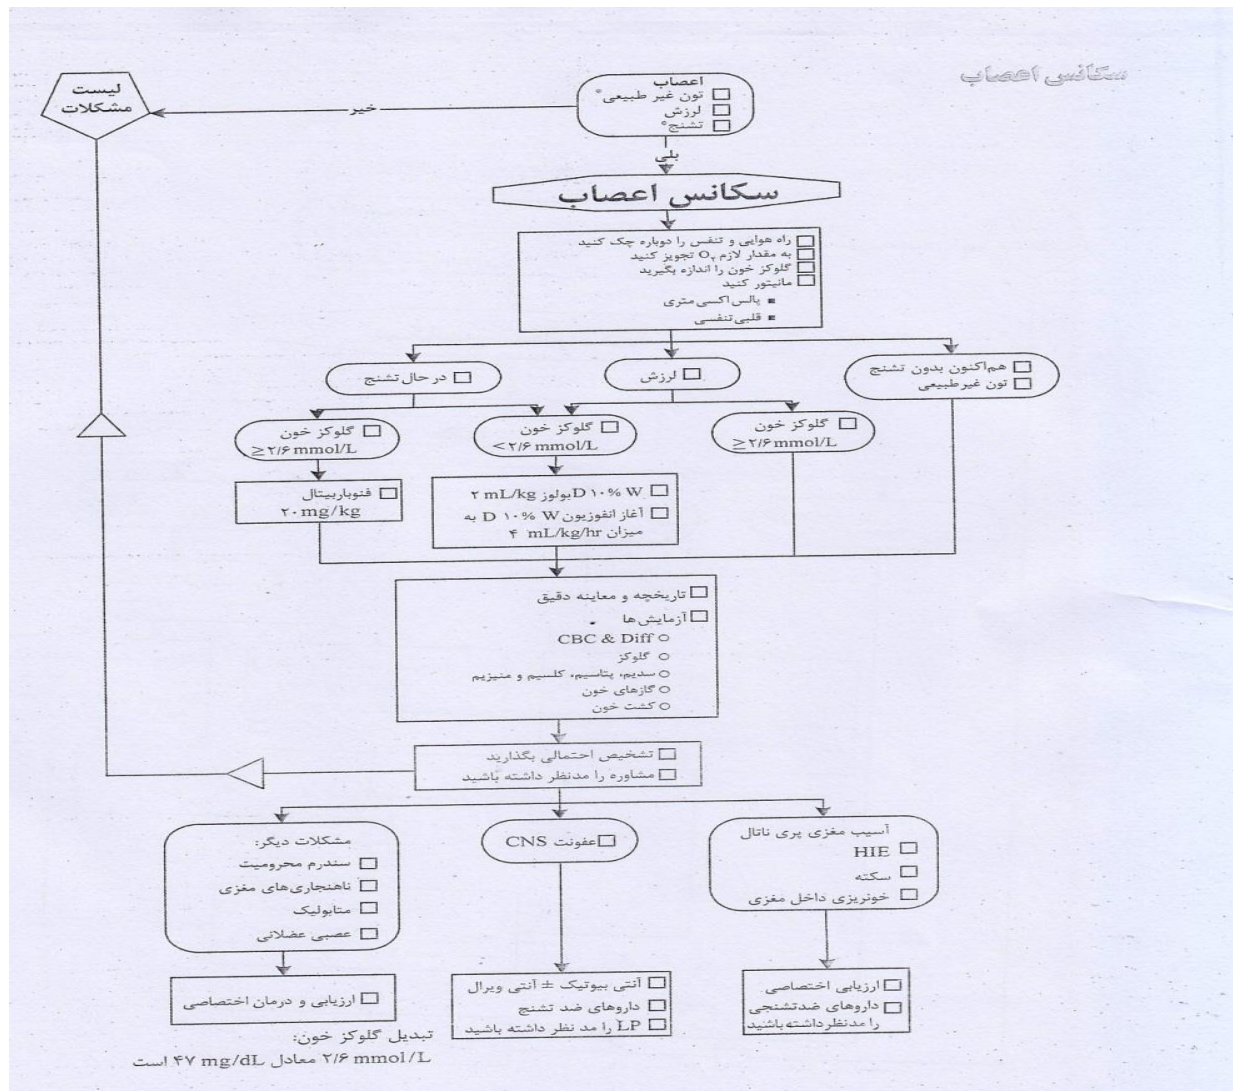 سکانس اعصاب
اعصاب
تون غیر طبیعی*
لرزش
تشنج*
خیر
لیست
مشکلات
بلی
سکانس اعصاب
راه هوایی و تنفس را دوباره چک کنید
به مقدار لازم O₂ تجویز کنید
گلوکز خون را اندازه بگیرید
مانیتور کنید
پالس اکسی متری
قلبی تنفسی
هم اکنون بدون تشنج
تون غیر طبیعی
لرزش
در حال تشنج
گلوکز خون
≥۲/۶ mmol/L
گلوکز خون
<۲/۶ mmol/L
گلوکز خون
≥۲/۶ mmol/L
D ۱۰% W بولوز ۲ mL/kg
آغاز انفوزیون D ۱۰% W به
میزان ۴ mL/kg/hr
فنوباربیتال
۲۰ mg/kg
تاریخچه و معاینه دقیق
آزمایش‌ها
CBC & Diff
گلوکز
سدیم، پتاسیم، کلسیم و منیزیم
گازهای خون
کشت خون
تشخیص احتمالی بگذارید
مشاوره را مدنظر داشته باشید
آسیب مغزی پری ناتال
HIE
سکته
خونریزی داخل مغزی
عفونت CNS
مشکلات دیگر:
سندرم محرومیت
ناهنجاری‌های مغزی
متابولیک
عصبی عضلانی
ارزیابی اختصاصی
داروهای ضدتشنجی
را مدنظر داشته باشید
آنتی بیوتیک ± آنتی ویرال
داروهای ضد تشنج
LP را مد نظر داشته باشید
ارزیابی و درمان اختصاصی
تبدیل گلوکز خون:
۲/۶ mmol/L معادل ۴۷ mg/dL است